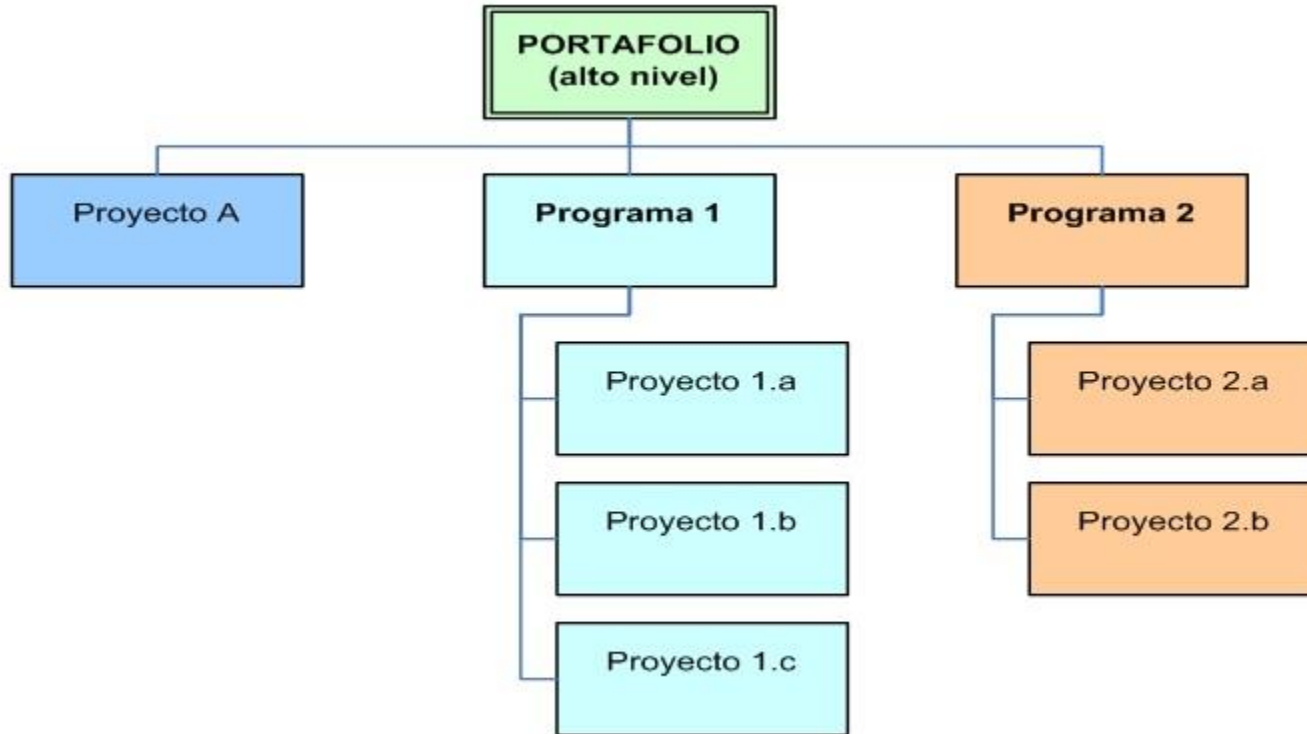 PORTAFOLIO
(alto nivel)
Proyecto A
Programa 1
Programa 2
Proyecto 1.a
Proyecto 2.a
Proyecto 1.b
Proyecto 2.b
Proyecto 1.c